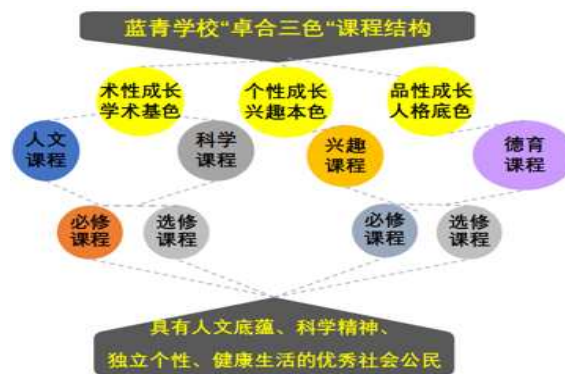 蓝青学校“卓合三色“课程结构
术性成长
学术基色
个性成长
兴趣本色
品性成长
人格底色
人文
课程
科学
课程
兴趣
课程
德育
课程
必修
课程
选修
课程
必修
课程
选修
课程
具有人文底蕴、科学精神、
独立个性、健康生活的优秀社会公民